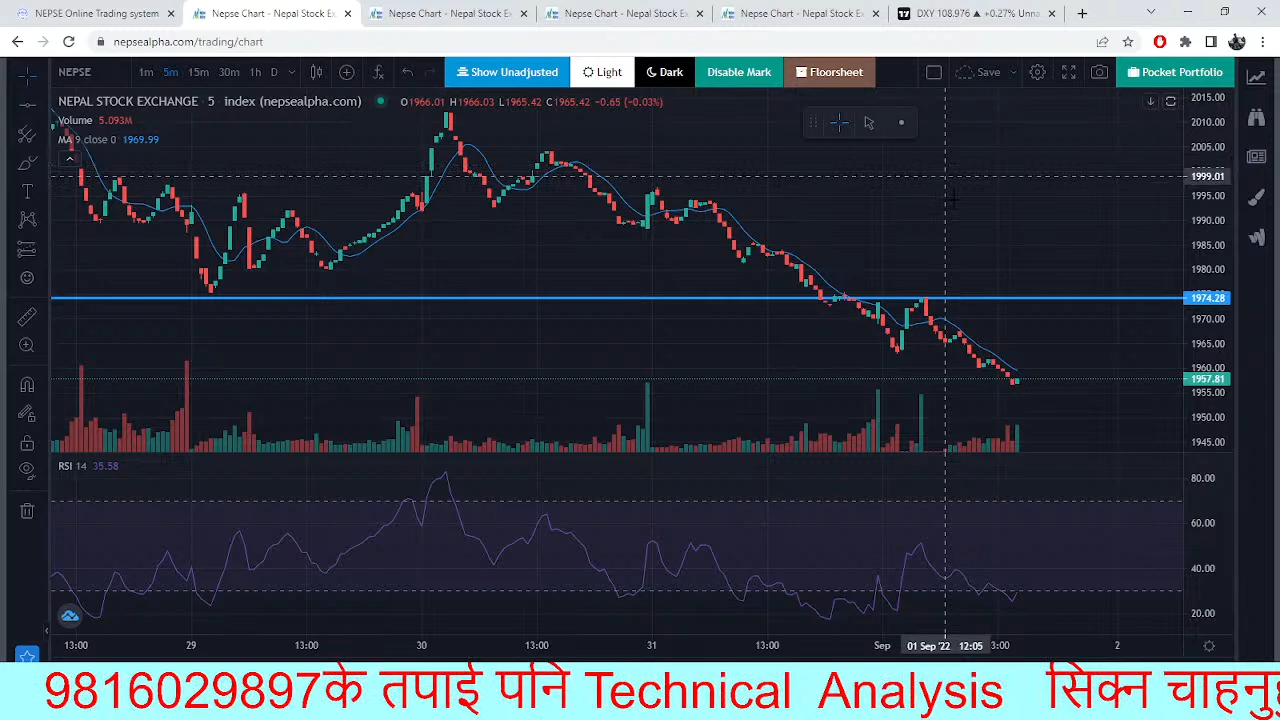 NEPSE Online Trading system
Nepse Chart - Nepal Stock Ex
Nepse Chart - Nepal Stock Ex
Nepse Chart - Nepal Stock Ex
Nepse Chart - Nepal Stock Ex
DXY 108.976 ▲ +0.27% Unna
nepsealpha.com/trading/chart
NEPSE 1m 5m 15m 30m 1h D Show Unadjusted Light Dark Disable Mark Floorsheet Save Pocket Portfolio
NEPAL STOCK EXCHANGE · 5 · index (nepsealpha.com) O1966.01 H1966.03 L1965.42 C1965.42 -0.65 (-0.03%)
Volume 5.093M
MA 9 close 0 1969.99
2015.00
2010.00
2005.00
1999.01
1995.00
1990.00
1985.00
1980.00
1974.28
1970.00
1965.00
1960.00
1957.81
1955.00
1950.00
1945.00
RSI 14 35.58
80.00
60.00
40.00
20.00
13:00 29 13:00 30 13:00 31 13:00 Sep 01 Sep '22 12:05 3:00 2
9816029897के तपाई पनि Technical Analysis सिक्न चाहनुहु